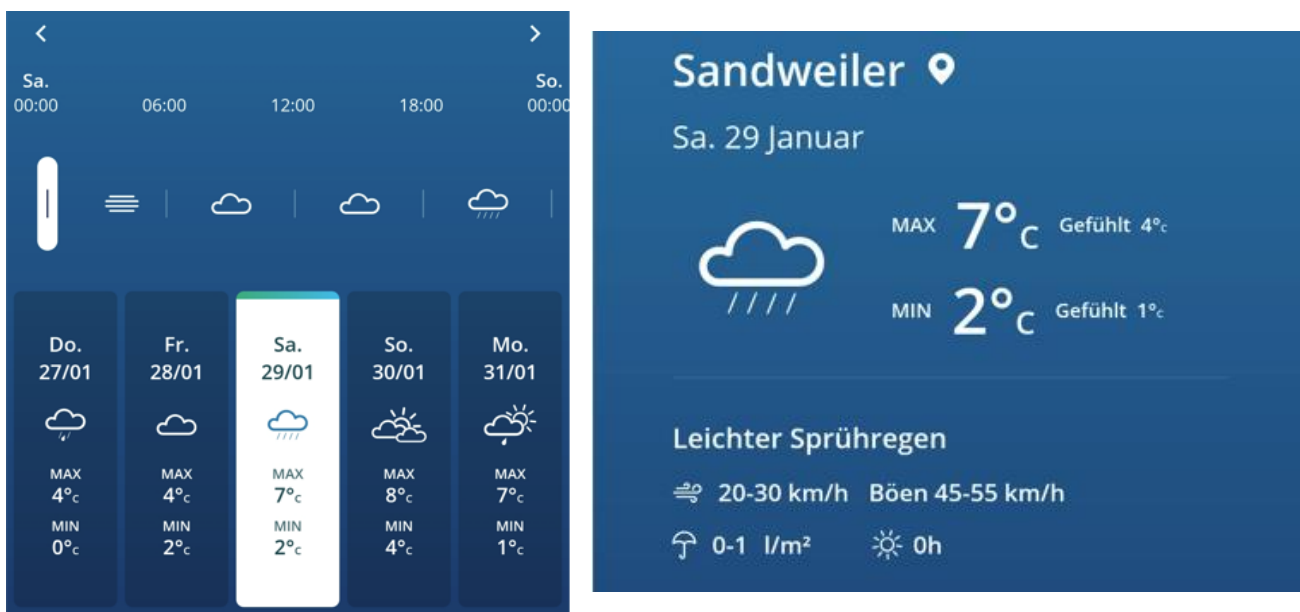 Sa. So.
00:00 06:00 12:00 18:00 00:00
Do. Fr. Sa. So. Mo.
27/01 28/01 29/01 30/01 31/01
MAX MAX MAX MAX MAX
4°c 4°c 7°c 8°c 7°c
MIN MIN MIN MIN MIN
0°c 2°c 2°c 4°c 1°c
Sandweiler
Sa. 29 Januar
MAX 7°c Gefühlt 4°c
MIN 2°c Gefühlt 1°c
Leichter Sprühregen
20-30 km/h Böen 45-55 km/h
0-1 l/m² 0h